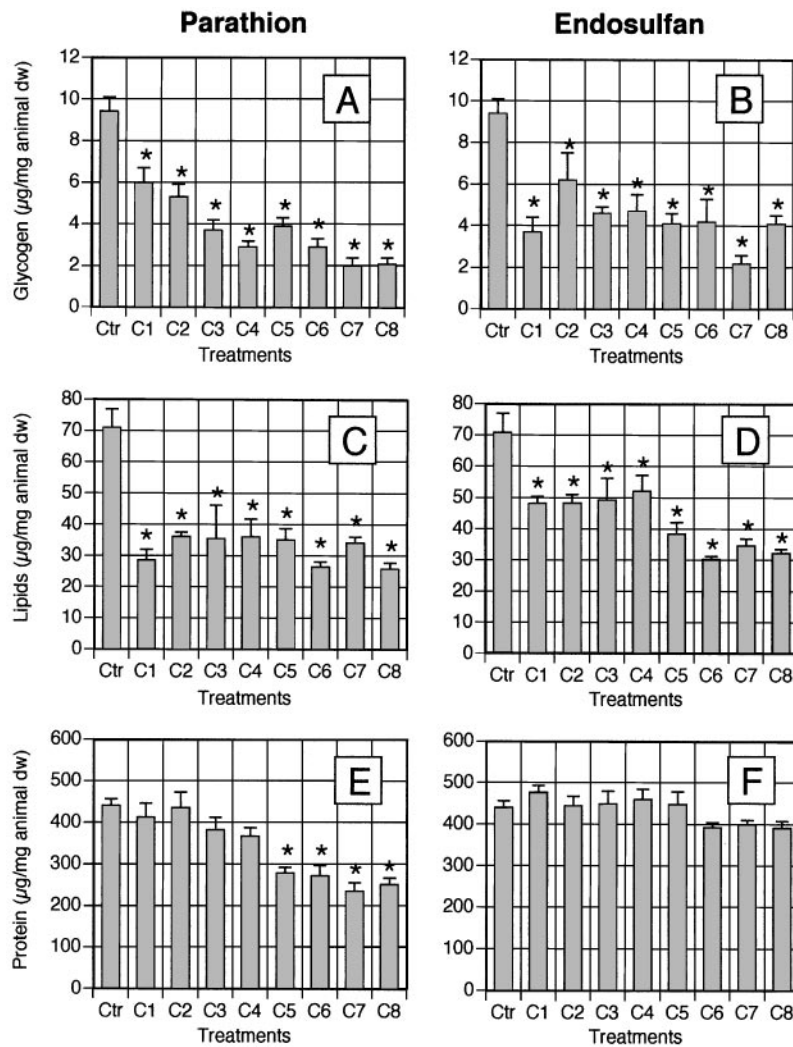 Parathion
Endosulfan
A
12
10
8
6
4
2
0
Glycogen (µg/mg animal dw)
* * * * * * * *
Ctr C1 C2 C3 C4 C5 C6 C7 C8
Treatments
B
12
10
8
6
4
2
0
* * * * * * * *
Ctr C1 C2 C3 C4 C5 C6 C7 C8
Treatments
C
80
70
60
50
40
30
20
10
0
Lipids (µg/mg animal dw)
* * * * * * * *
Ctr C1 C2 C3 C4 C5 C6 C7 C8
Treatments
D
80
70
60
50
40
30
20
10
0
* * * * * * * *
Ctr C1 C2 C3 C4 C5 C6 C7 C8
Treatments
E
600
500
400
300
200
100
0
Protein (µg/mg animal dw)
* * * *
Ctr C1 C2 C3 C4 C5 C6 C7 C8
Treatments
F
600
500
400
300
200
100
0
Ctr C1 C2 C3 C4 C5 C6 C7 C8
Treatments